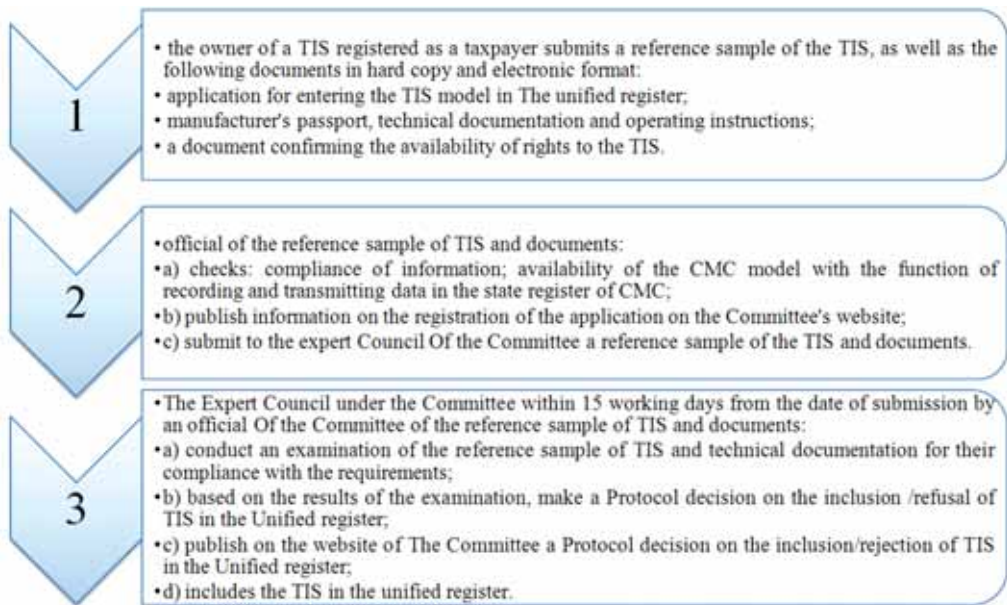 1
• the owner of a TIS registered as a taxpayer submits a reference sample of the TIS, as well as the
following documents in hard copy and electronic format:
• application for entering the TIS model in The unified register;
• manufacturer's passport, technical documentation and operating instructions;
• a document confirming the availability of rights to the TIS.
2
•official of the reference sample of TIS and documents:
•a) checks: compliance of information; availability of the CMC model with the function of
recording and transmitting data in the state register of CMC;
•b) publish information on the registration of the application on the Committee's website;
•c) submit to the expert Council Of the Committee a reference sample of the TIS and documents.
3
•The Expert Council under the Committee within 15 working days from the date of submission by
an official Of the Committee of the reference sample of TIS and documents:
•a) conduct an examination of the reference sample of TIS and technical documentation for their
compliance with the requirements;
•b) based on the results of the examination, make a Protocol decision on the inclusion /refusal of
TIS in the Unified register;
•c) publish on the website of The Committee a Protocol decision on the inclusion/rejection of TIS
in the Unified register;
•d) includes the TIS in the unified register.